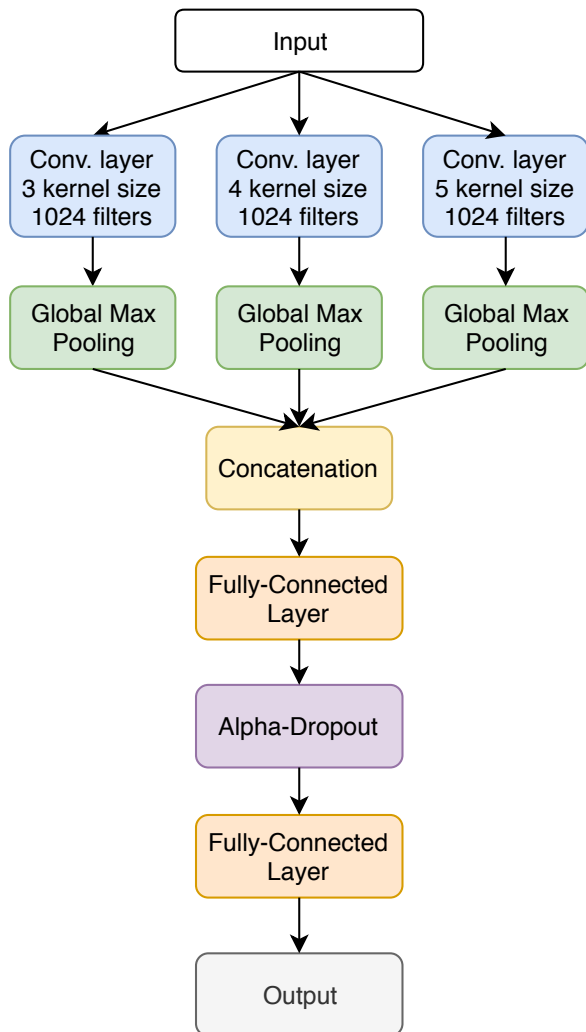 Input
Conv. layer
3 kernel size
1024 filters
Conv. layer
4 kernel size
1024 filters
Conv. layer
5 kernel size
1024 filters
Global Max
Pooling
Global Max
Pooling
Global Max
Pooling
Concatenation
Fully-Connected
Layer
Alpha-Dropout
Fully-Connected
Layer
Output